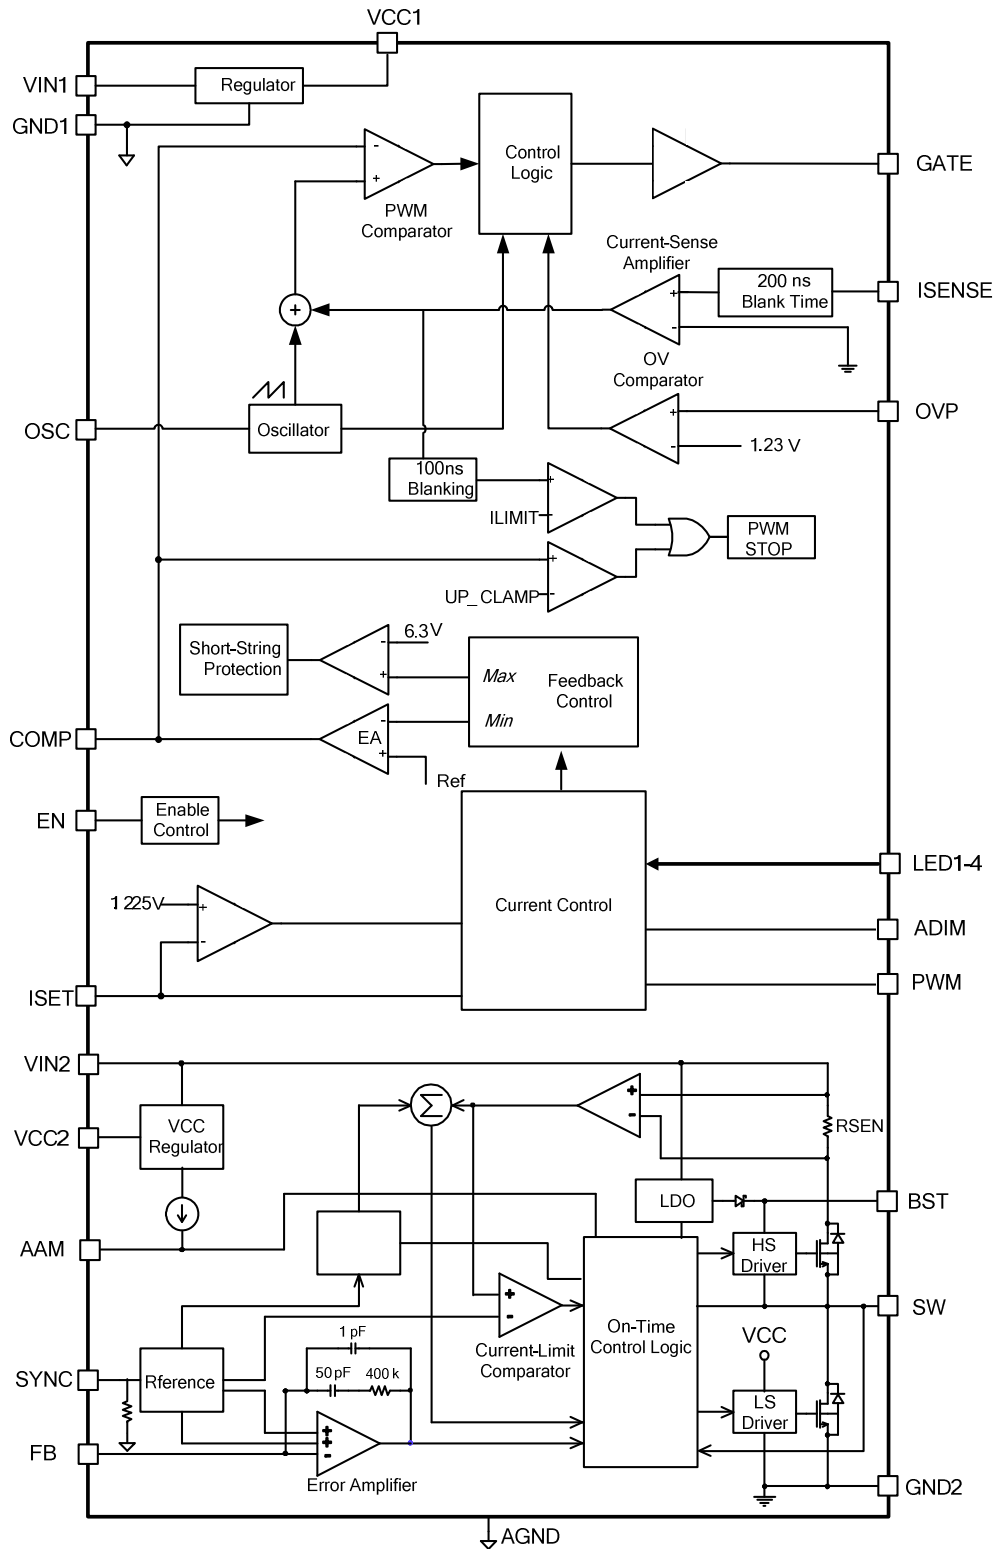 VCC1
VIN1
Regulator
GND1
-
+
PWM
Comparator
Control
Logic
GATE
Current-Sense
Amplifier
+
-
200 ns
Blank Time
ISENSE
+
OV
Comparator
+
-
1.23 V
OVP
OSC
Oscillator
100ns
Blanking
+
-
ILIMIT
PWM
STOP
+
-
UP_CLAMP
Short-String
Protection
-
+
6.3V
Max
Min
Feedback
Control
COMP
EA
-
+
Ref
EN
Enable
Control
LED1-4
1.225V
+
-
Current Control
ADIM
PWM
ISET
VIN2
Σ
+
-
RSEN
VCC2
VCC
Regulator
LDO
BST
AAM
HS
Driver
+
-
Current-Limit
Comparator
On-Time
Control Logic
SW
VCC
1 pF
50 pF
400 k
SYNC
Rference
LS
Driver
+
+
-
FB
Error Amplifier
GND2
AGND